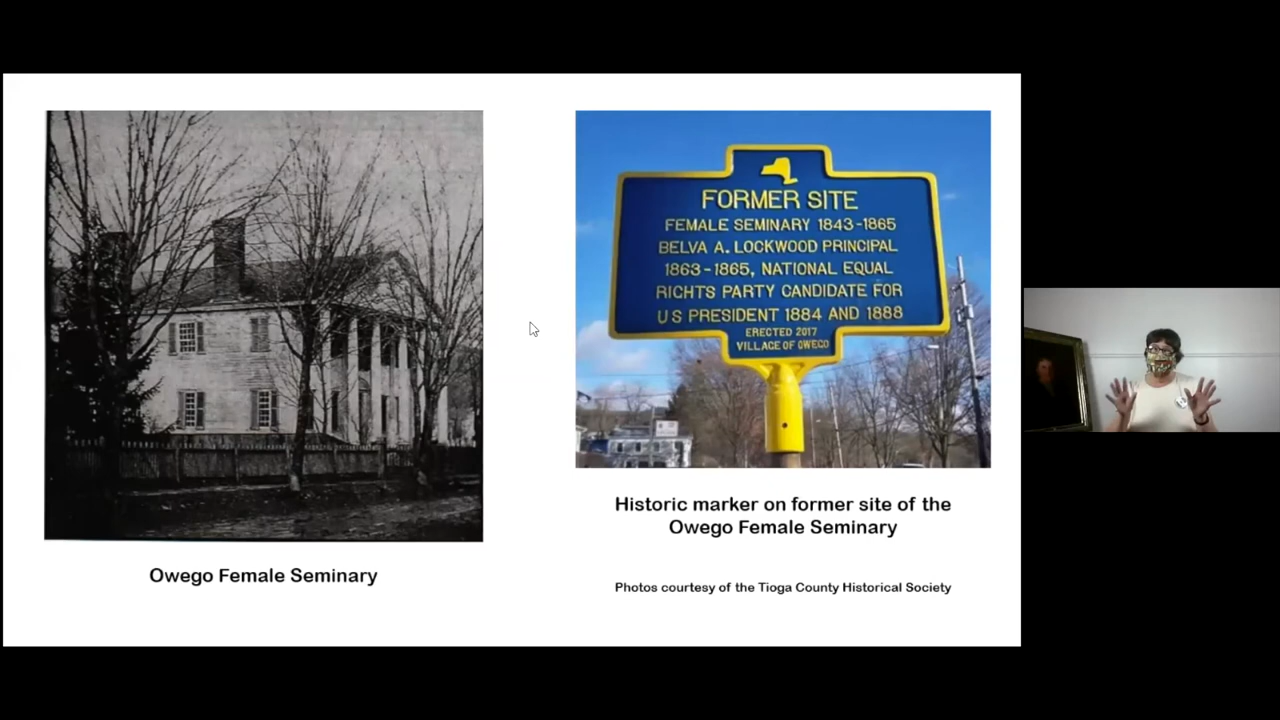 Owego Female Seminary
FORMER SITE
FEMALE SEMINARY 1843-1865
BELVA A. LOCKWOOD PRINCIPAL
1863-1865, NATIONAL EQUAL
RIGHTS PARTY CANDIDATE FOR
US PRESIDENT 1884 AND 1888
ERECTED 2017
VILLAGE OF OWEGO
Historic marker on former site of the
Owego Female Seminary
Photos courtesy of the Tioga County Historical Society